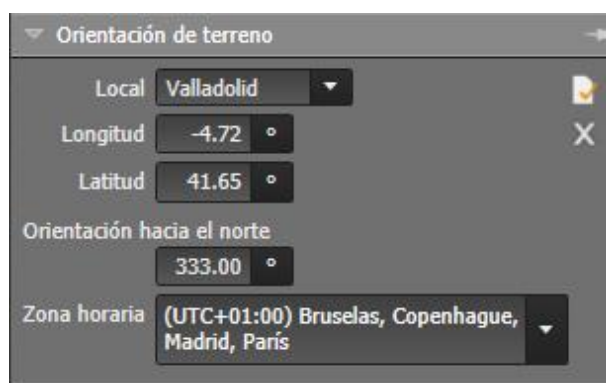 Orientación de terreno
Local Valladolid
Longitud -4.72 °
Latitud 41.65 °
Orientación hacia el norte
333.00 °
Zona horaria (UTC+01:00) Bruselas, Copenhague,
Madrid, París